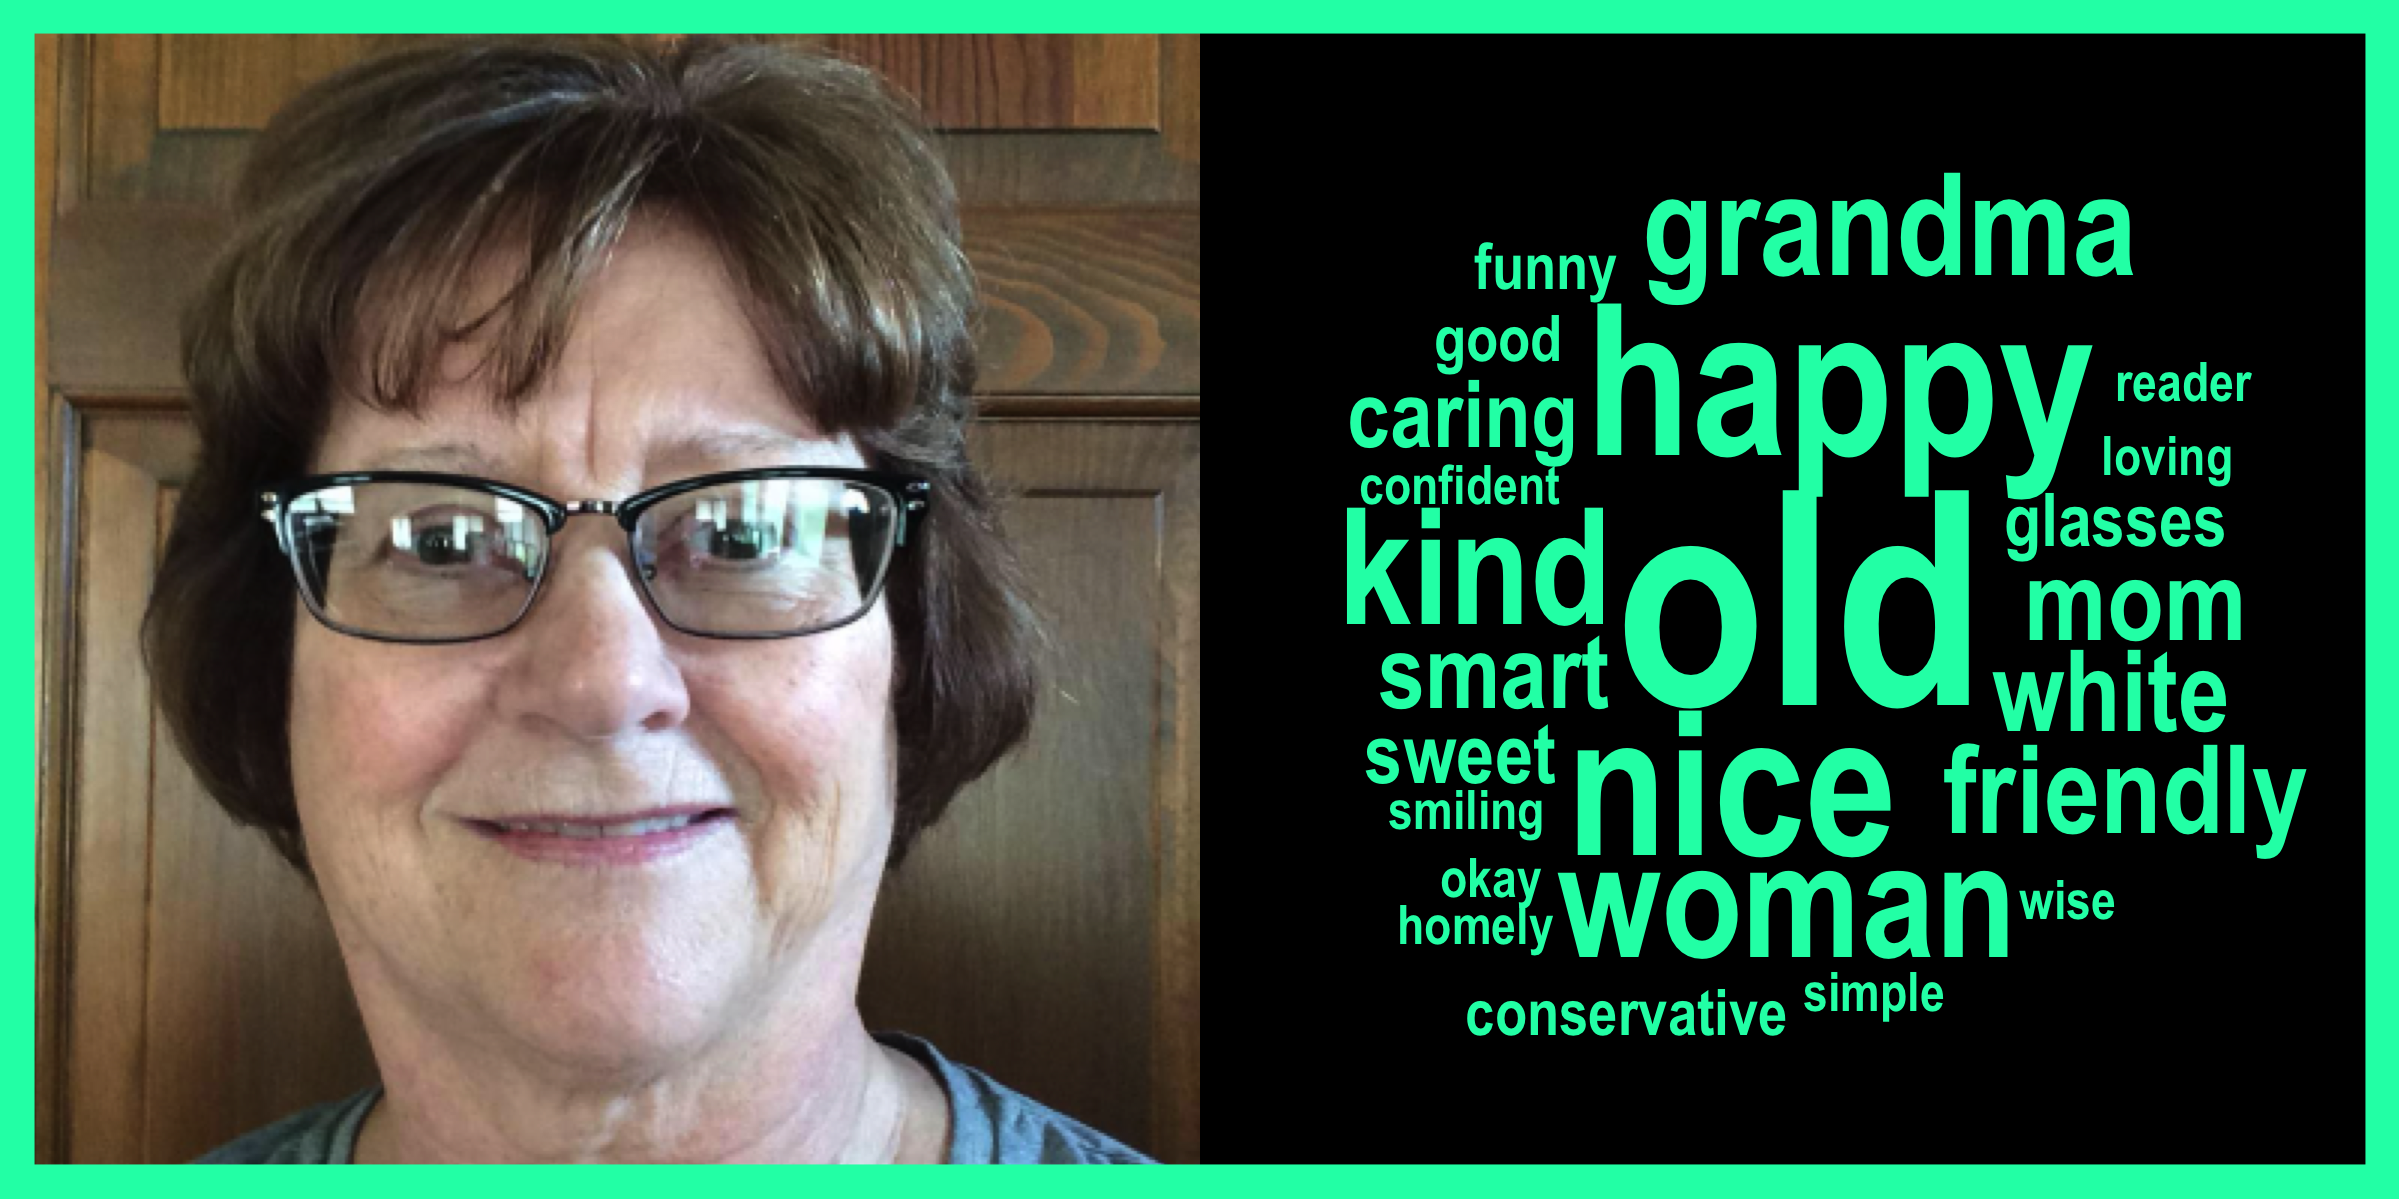 grandma
funny
happy
good
reader
caring
loving
confident
glasses
kind
old
mom
smart
white
sweet
nice
friendly
smiling
okay
woman
wise
homely
simple
conservative